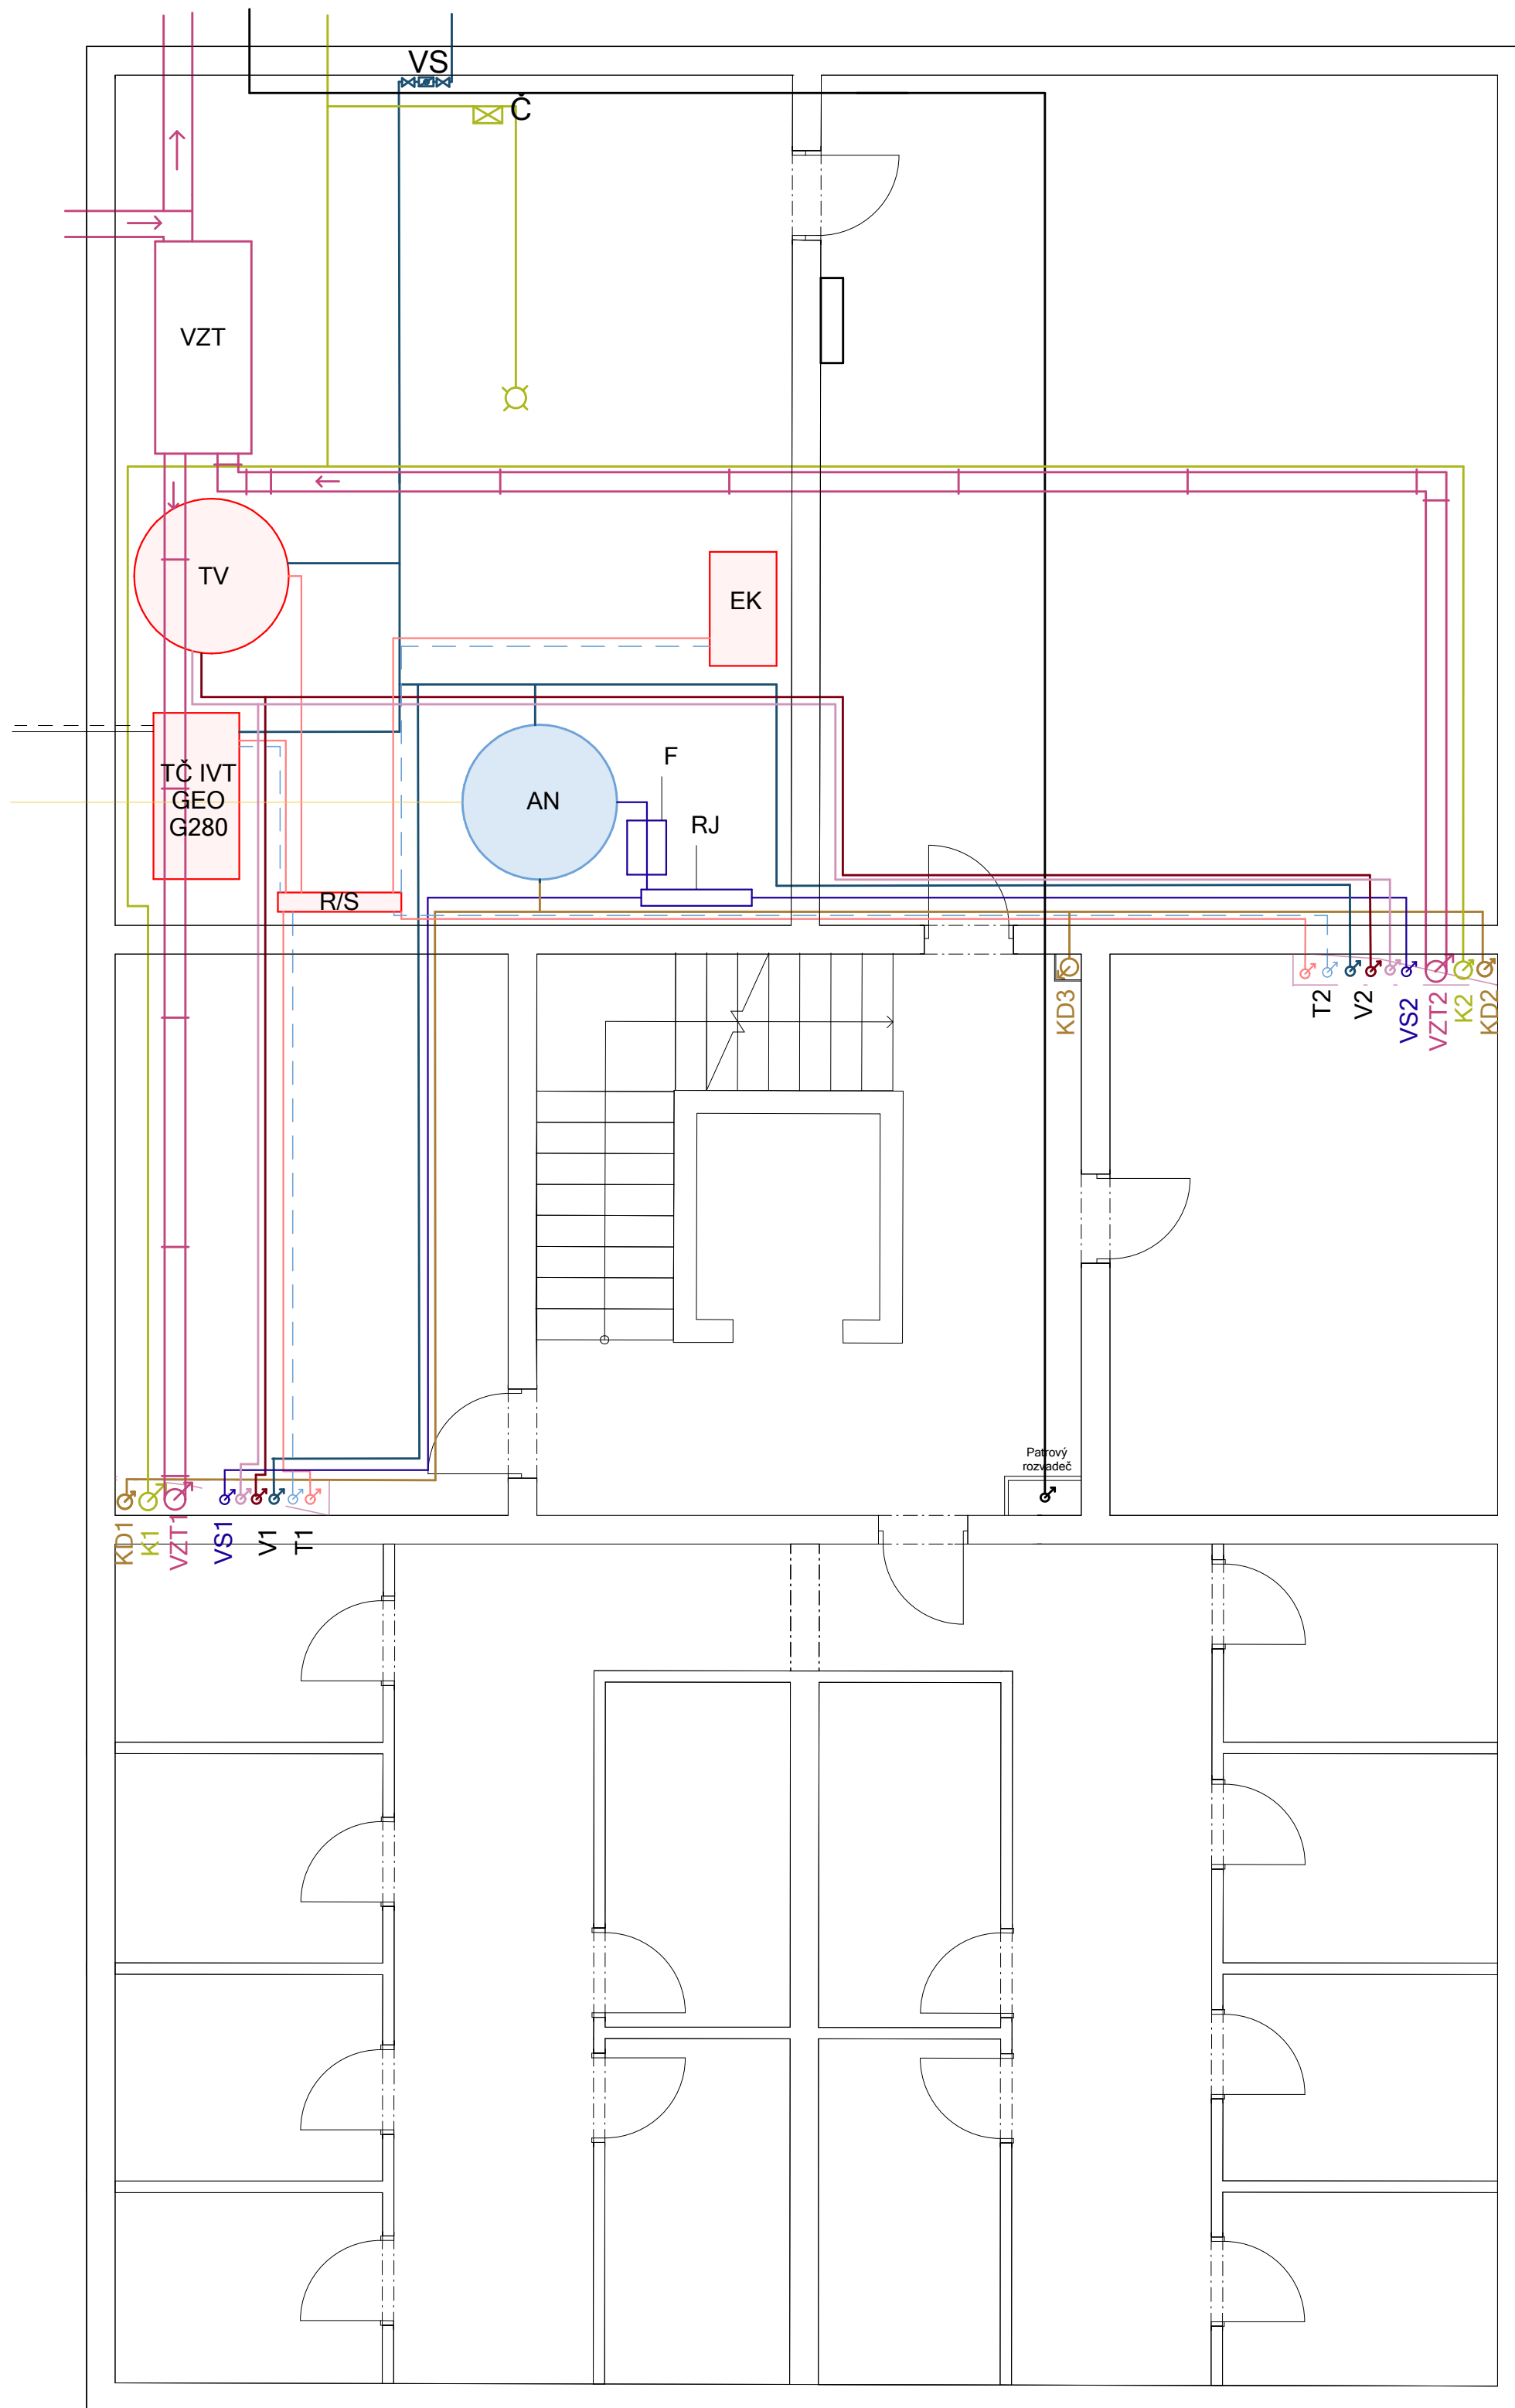 VS
Č
VZT
TV
EK
F
TČ IVT
GEO
G280
AN
RJ
R/S
KD3
T2
V2
VS2
VZT2
K2
KD2
Patrový
rozvaděč
KD1
K1
VZT1
VS1
V1
T1